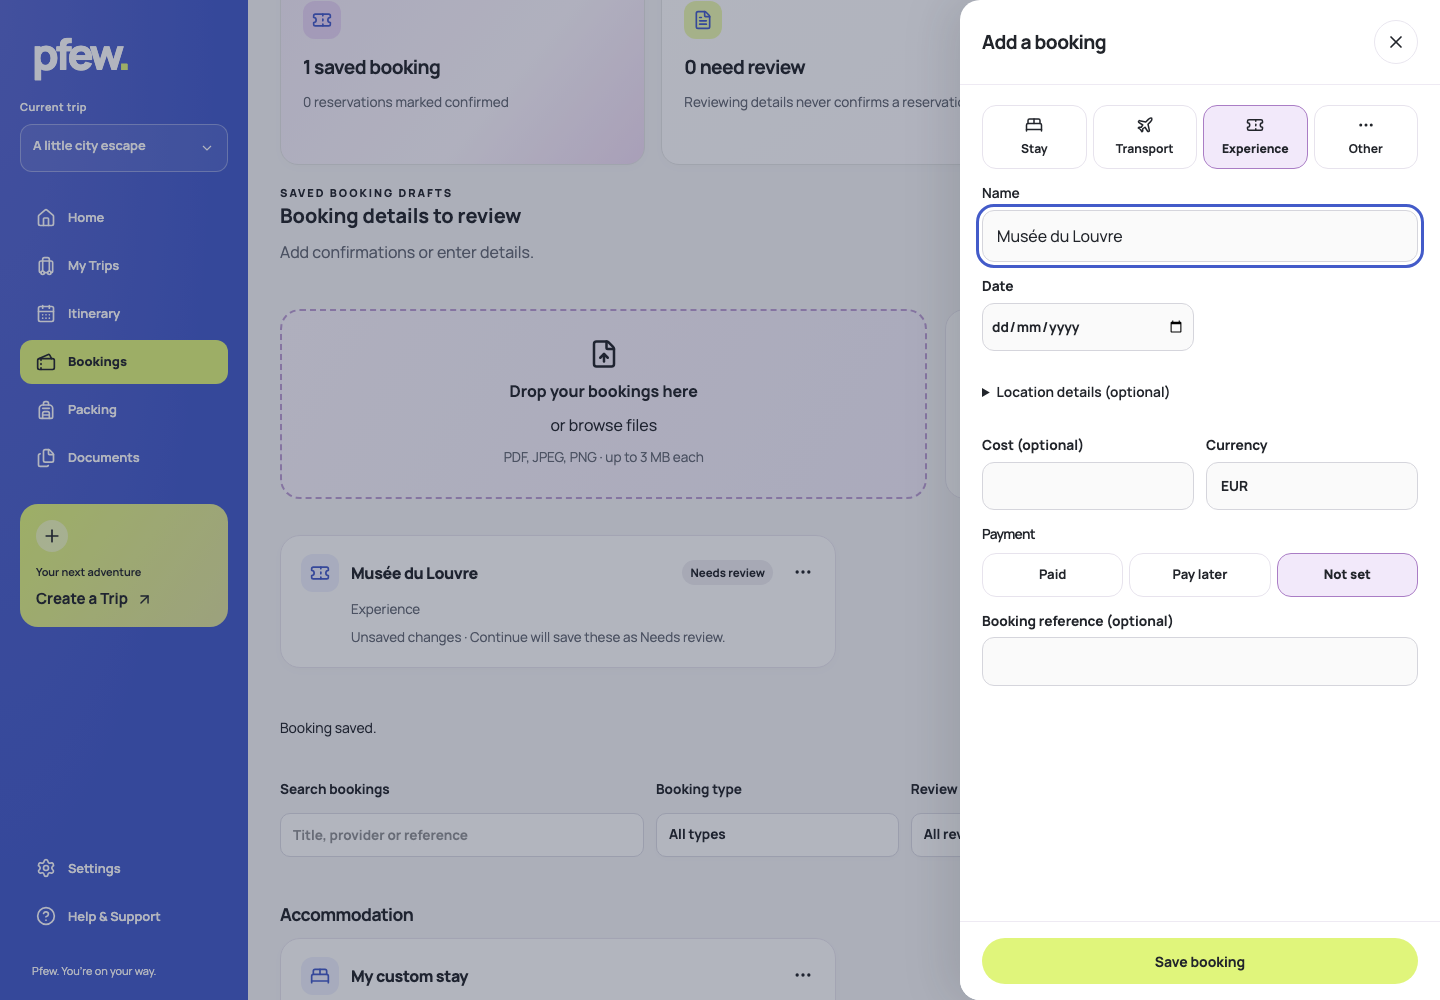 pfew.
Current trip
A little city escape
Home
My Trips
Itinerary
Bookings
Packing
Documents
Your next adventure
Create a Trip
Settings
Help & Support
Pfew. You're on your way.
1 saved booking
0 reservations marked confirmed
0 need review
Reviewing details never confirms a reservatio
SAVED BOOKING DRAFTS
Booking details to review
Add confirmations or enter details.
Drop your bookings here
or browse files
PDF, JPEG, PNG · up to 3 MB each
Musée du Louvre
Needs review
Experience
Unsaved changes · Continue will save these as Needs review.
Booking saved.
Search bookings
Booking type
Review
Title, provider or reference
All types
All rev
Accommodation
My custom stay
Add a booking
Stay
Transport
Experience
Other
Name
Musée du Louvre
Date
dd/mm/yyyy
Location details (optional)
Cost (optional)
Currency
EUR
Payment
Paid
Pay later
Not set
Booking reference (optional)
Save booking